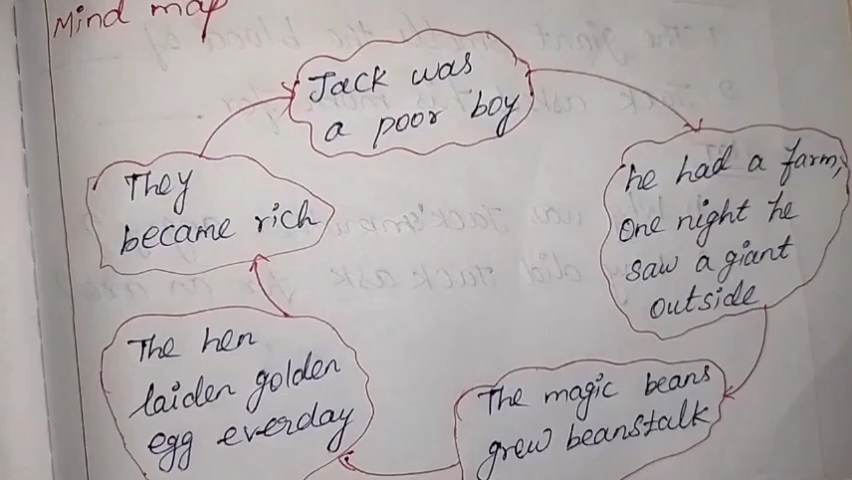 Mind map
Jack was
a poor boy
he had a farm,
one night he
saw a giant
outside
The magic beans
grew beanstalk
The hen
laiden golden
egg everday
They
became rich